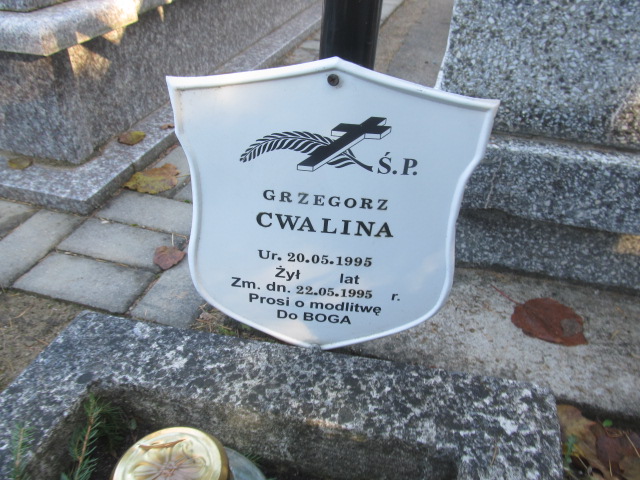 Ś.P.
GRZEGORZ
CWALINA
Ur. 20.05.1995
Żył lat
Zm. dn. 22.05.1995 r.
Prosi o modlitwę
Do BOGA